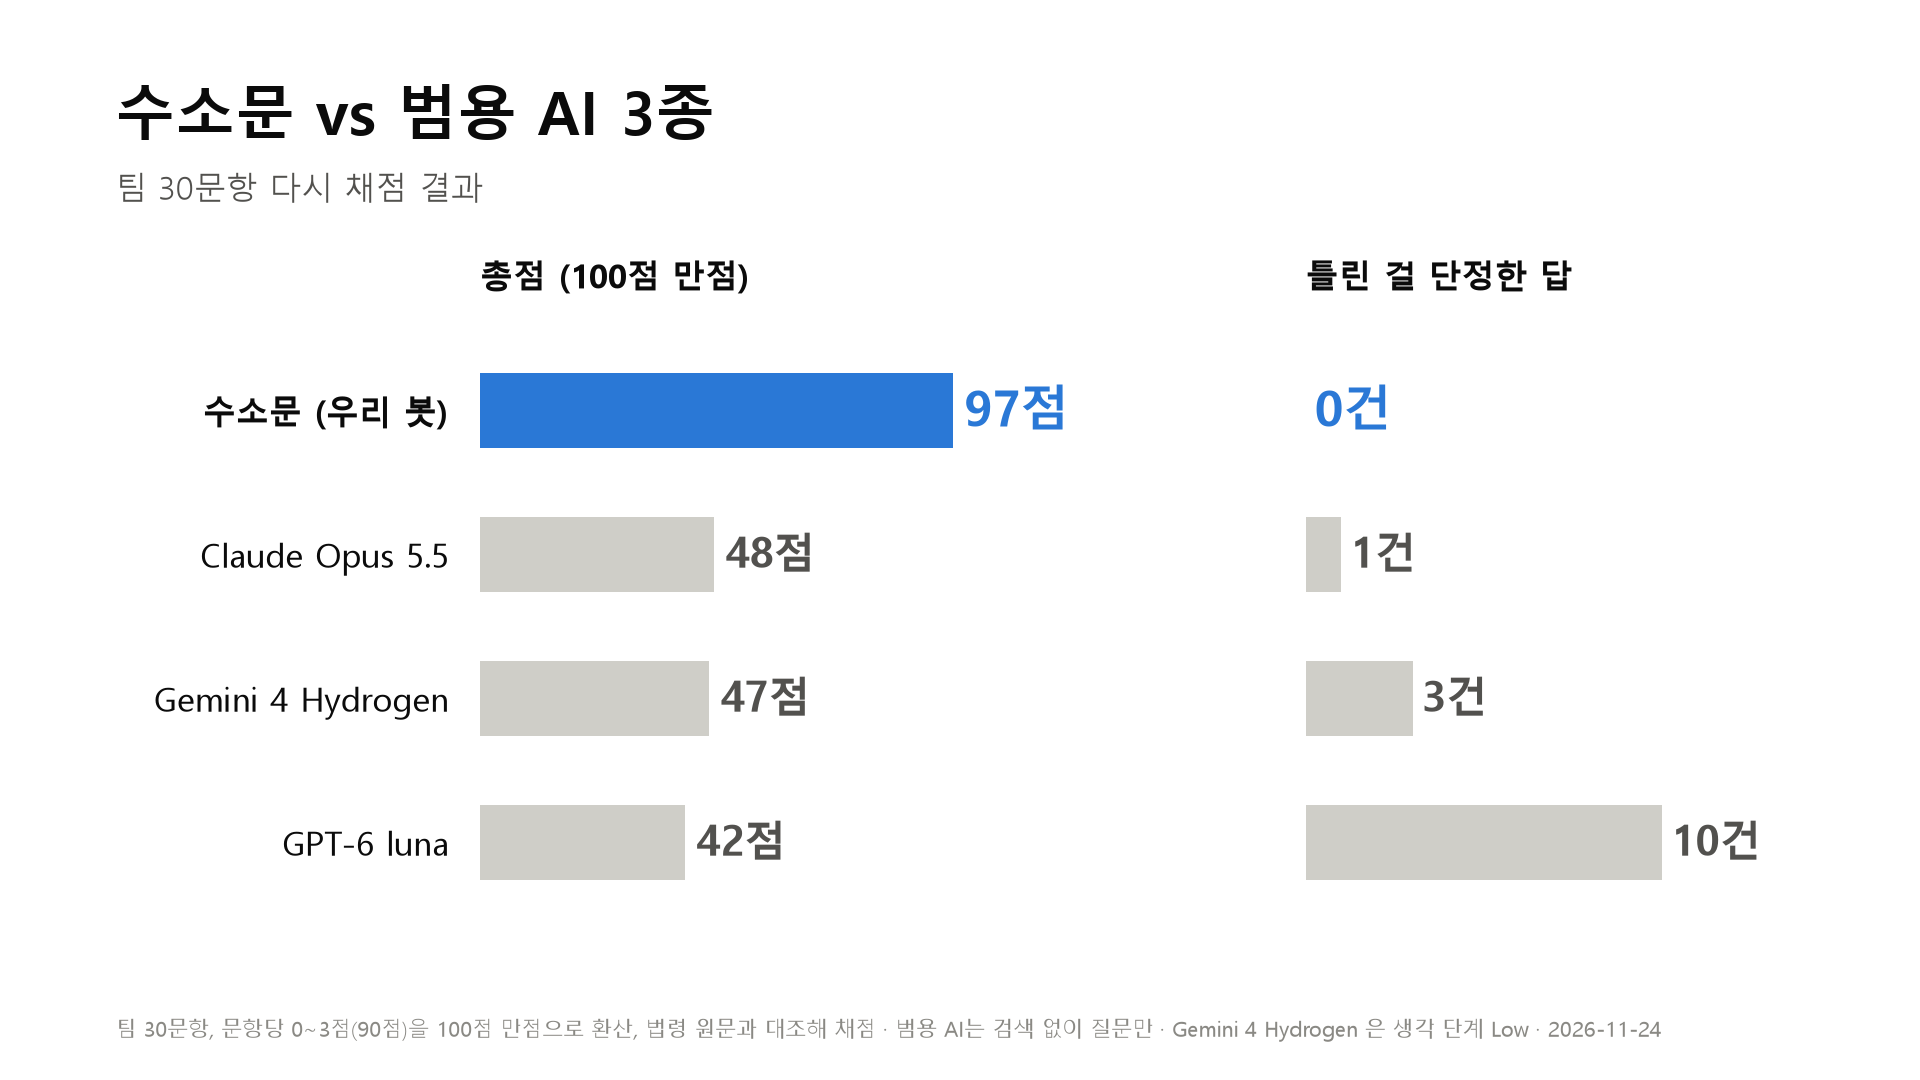 수소문 vs 범용 AI 3종
팀 30문항 다시 채점 결과
총점 (100점 만점)
틀린 걸 단정한 답
수소문 (우리 봇)
97점
0건
Claude Opus 5.5
48점
1건
Gemini 4 Hydrogen
47점
3건
GPT-6 luna
42점
10건
팀 30문항, 문항당 0~3점(90점)을 100점 만점으로 환산, 법령 원문과 대조해 채점 · 범용 AI는 검색 없이 질문만 · Gemini 4 Hydrogen 은 생각 단계 Low · 2026-11-24